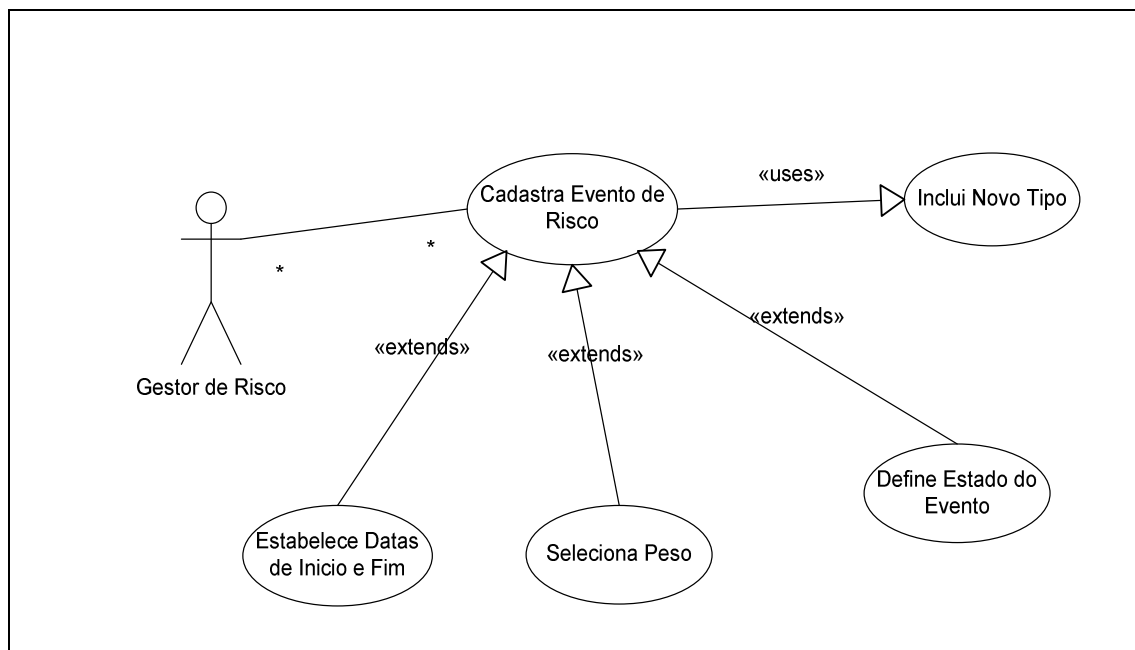 «uses»
Cadastra Evento de
Risco
Inclui Novo Tipo
*
*
«extends»
«extends»
«extends»
Gestor de Risco
Define Estado do
Evento
Estabelece Datas
de Inicio e Fim
Seleciona Peso